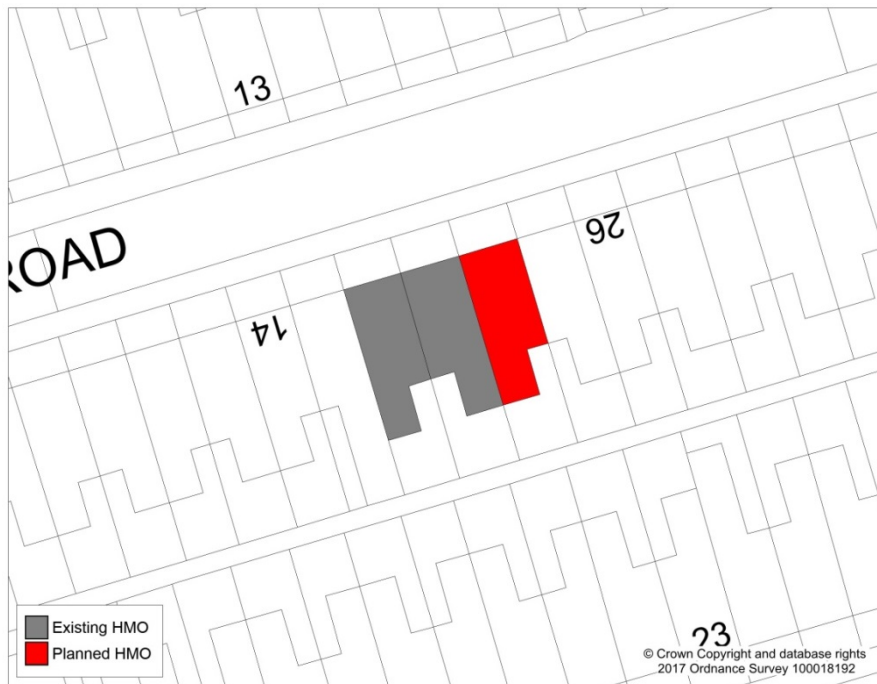 13
ROAD
26
14
Existing HMO
Planned HMO
23
© Crown Copyright and database rights
2017 Ordnance Survey 100018192